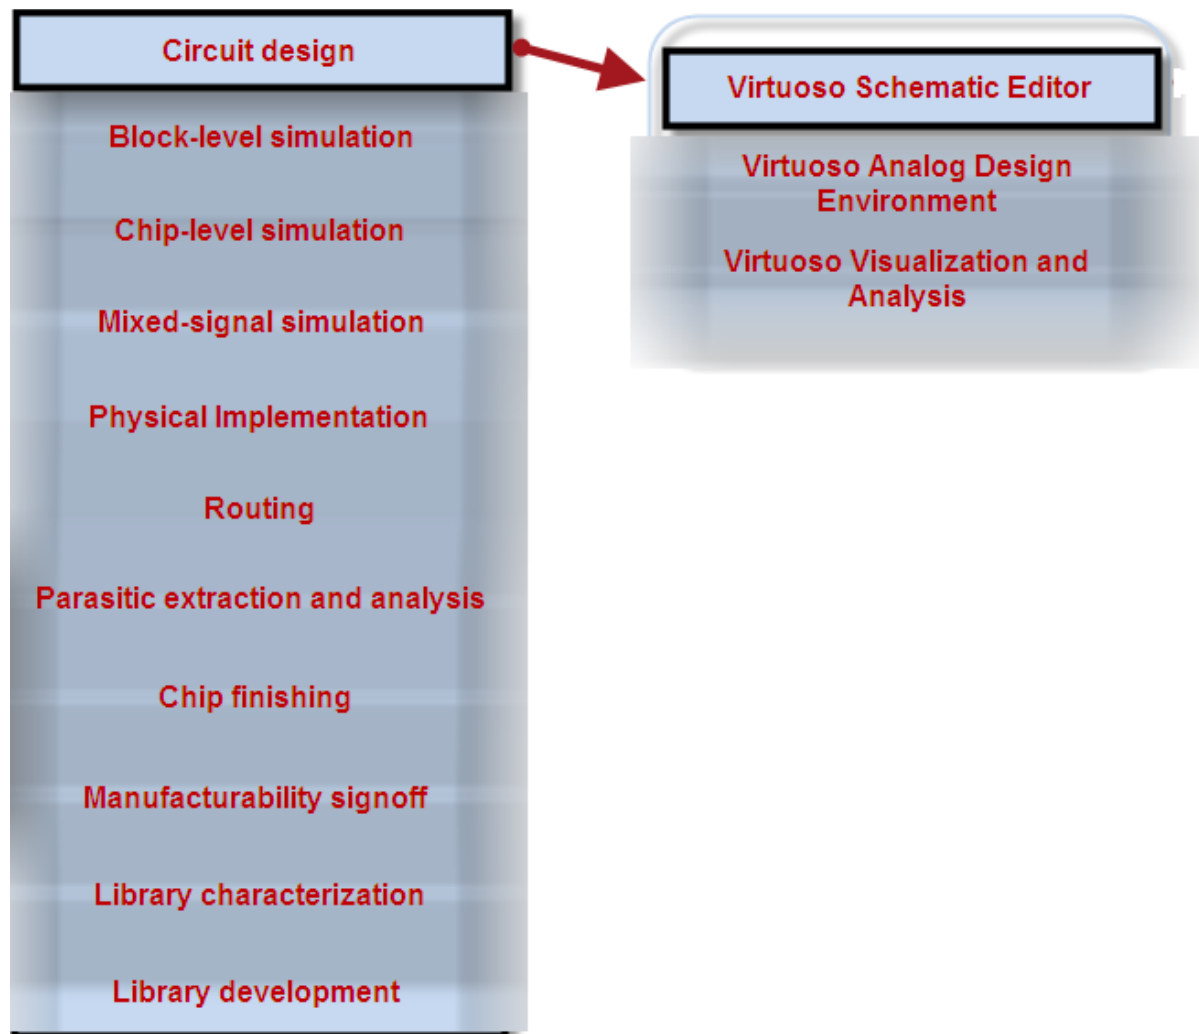 Circuit design
Block-level simulation
Chip-level simulation
Mixed-signal simulation
Physical Implementation
Routing
Parasitic extraction and analysis
Chip finishing
Manufacturability signoff
Library characterization
Library development
Virtuoso Schematic Editor
Virtuoso Analog Design
Environment
Virtuoso Visualization and
Analysis